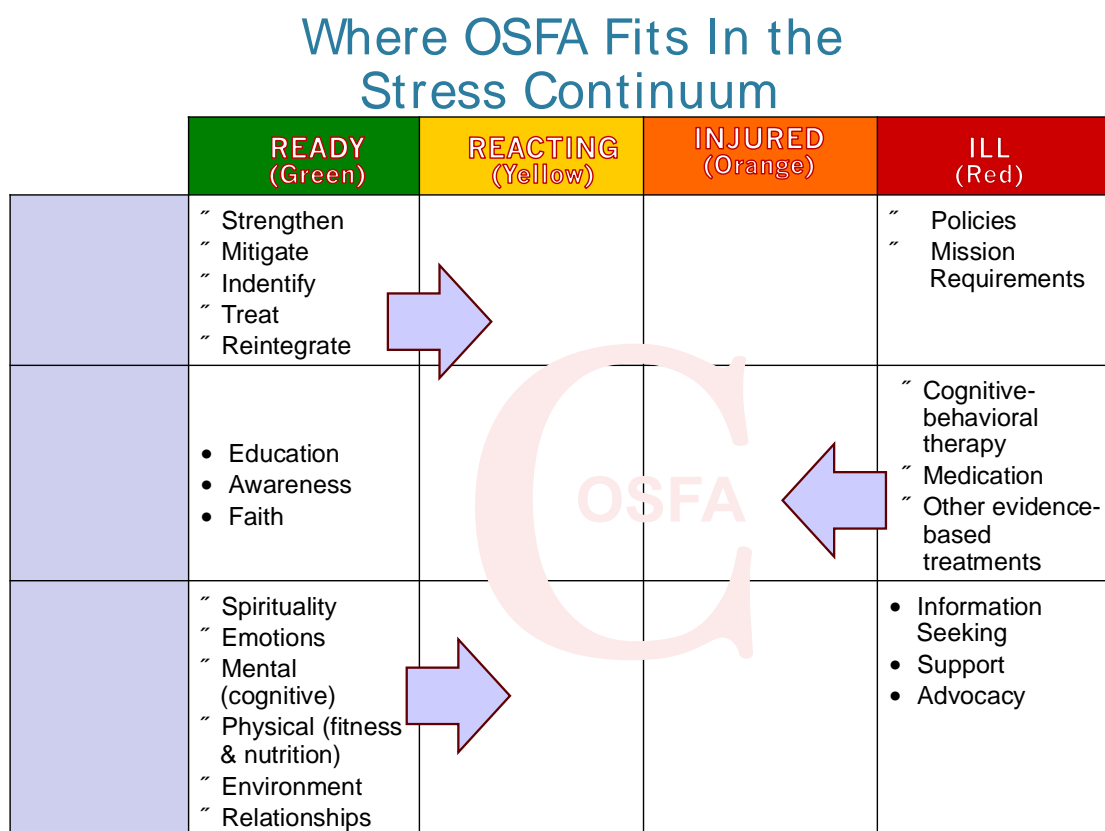 Where OSFA Fits In the
Stress Continuum
READY
(Green)
REACTING
(Yellow)
INJURED
(Orange)
ILL
(Red)
˝ Strengthen
˝ Mitigate
˝ Indentify
˝ Treat
˝ Reintegrate
˝ Policies
˝ Mission
Requirements
• Education
• Awareness
• Faith
C
OSFA
˝ Cognitive-
behavioral
therapy
˝ Medication
˝ Other evidence-
based
treatments
˝ Spirituality
˝ Emotions
˝ Mental
(cognitive)
˝ Physical (fitness
& nutrition)
˝ Environment
˝ Relationships
• Information
Seeking
• Support
• Advocacy